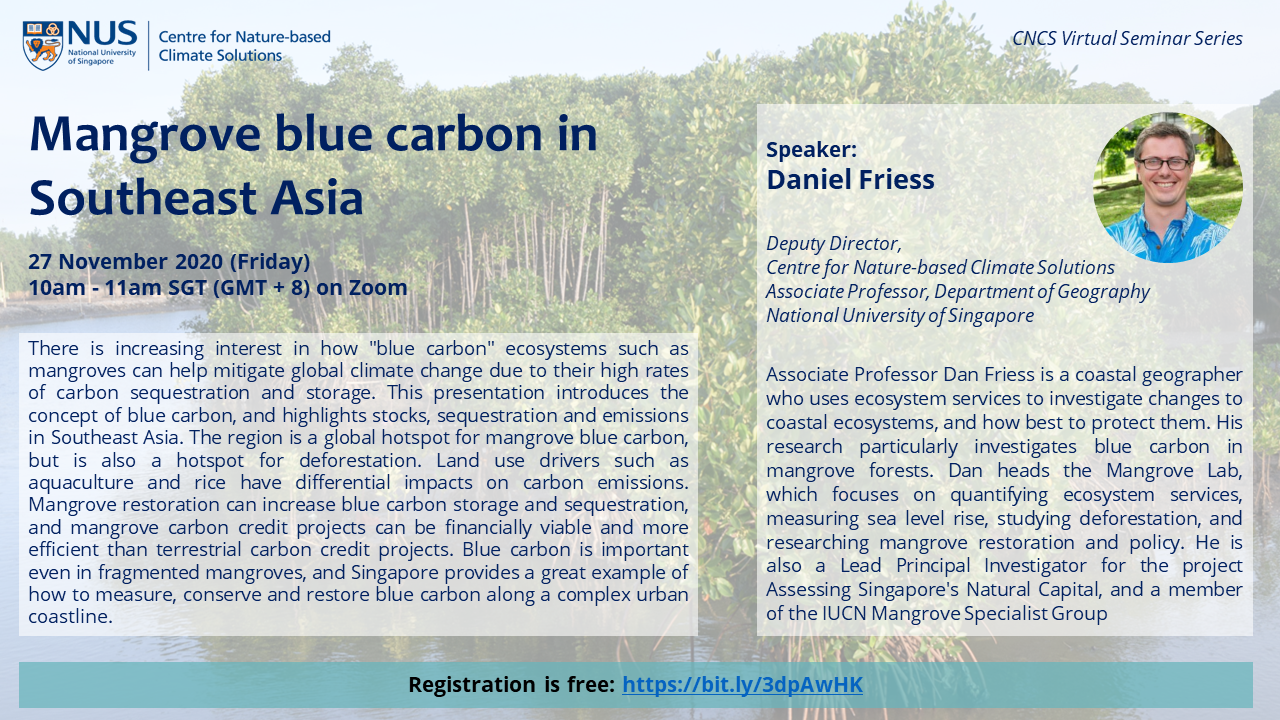 NUS
National University
of Singapore
Centre for Nature-based
Climate Solutions
CNCS Virtual Seminar Series
Mangrove blue carbon in
Southeast Asia
27 November 2020 (Friday)
10am - 11am SGT (GMT + 8) on Zoom
There is increasing interest in how "blue carbon" ecosystems such as
mangroves can help mitigate global climate change due to their high rates
of carbon sequestration and storage. This presentation introduces the
concept of blue carbon, and highlights stocks, sequestration and emissions
in Southeast Asia. The region is a global hotspot for mangrove blue carbon,
but is also a hotspot for deforestation. Land use drivers such as
aquaculture and rice have differential impacts on carbon emissions.
Mangrove restoration can increase blue carbon storage and sequestration,
and mangrove carbon credit projects can be financially viable and more
efficient than terrestrial carbon credit projects. Blue carbon is important
even in fragmented mangroves, and Singapore provides a great example of
how to measure, conserve and restore blue carbon along a complex urban
coastline.
Speaker:
Daniel Friess
Deputy Director,
Centre for Nature-based Climate Solutions
Associate Professor, Department of Geography
National University of Singapore
Associate Professor Dan Friess is a coastal geographer
who uses ecosystem services to investigate changes to
coastal ecosystems, and how best to protect them. His
research particularly investigates blue carbon in
mangrove forests. Dan heads the Mangrove Lab,
which focuses on quantifying ecosystem services,
measuring sea level rise, studying deforestation, and
researching mangrove restoration and policy. He is
also a Lead Principal Investigator for the project
Assessing Singapore's Natural Capital, and a member
of the IUCN Mangrove Specialist Group
Registration is free: https://bit.ly/3dpAwHK